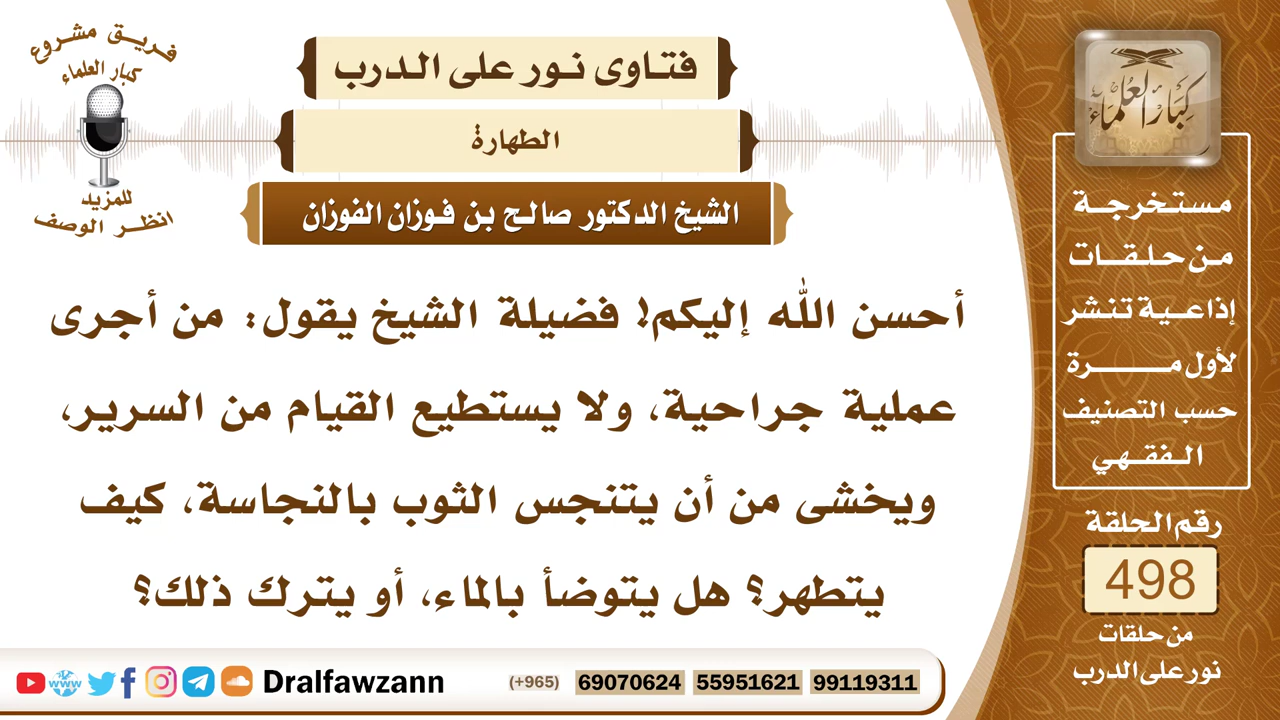 فريق مشروع
كبار العلماء
للمزيد
انظر الوصف
فتاوى نور على الدرب
الطهارة
الشيخ الدكتور صالح بن فوزان الفوزان
أحسن الله إليكم! فضيلة الشيخ يقول: من أجرى
عملية جراحية، ولا يستطيع القيام من السرير،
ويخشى من أن يتنجس الثوب بالنجاسة، كيف
يتطهر؟ هل يتوضأ بالماء، أو يترك ذلك؟
كبار العلماء
مستخرجة
من حلقات
إذاعية تنشر
لأول مرة
حسب التصنيف
الفقهي
رقم الحلقة
498
من حلقات
نور على الدرب
www Dralfawzann (+965) 69070624 55951621 99119311